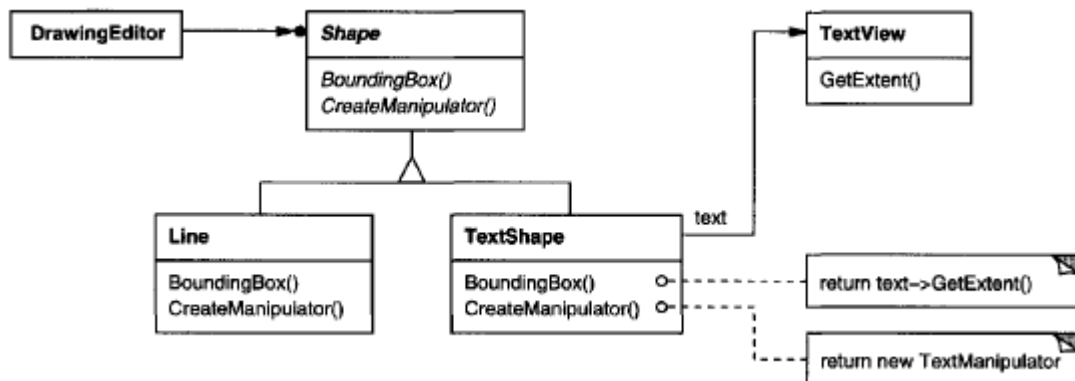 DrawingEditor
Shape
BoundingBox()
CreateManipulator()
TextView
GetExtent()
Line
BoundingBox()
CreateManipulator()
TextShape
BoundingBox()
CreateManipulator()
text
return text->GetExtent()
return new TextManipulator